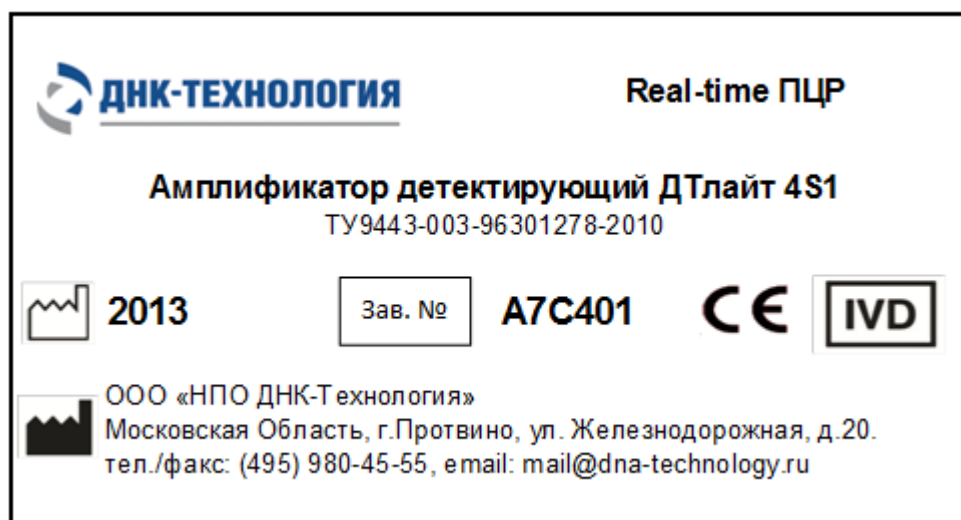 ДНК-ТЕХНОЛОГИЯ
Real-time ПЦР
Амплификатор детектирующий ДТлайт 4S1
ТУ9443-003-96301278-2010
2013 Зав. № A7C401 CE IVD
ООО «НПО ДНК-Технология»
Московская Область, г.Протвино, ул. Железнодорожная, д.20.
тел./факс: (495) 980-45-55, email: mail@dna-technology.ru